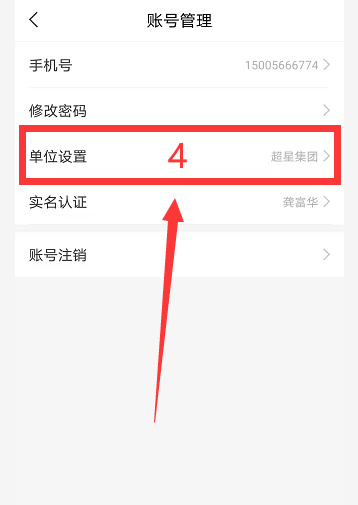 账号管理
手机号 15005666774
修改密码
单位设置 4 超星集团
实名认证 龚富华
账号注销